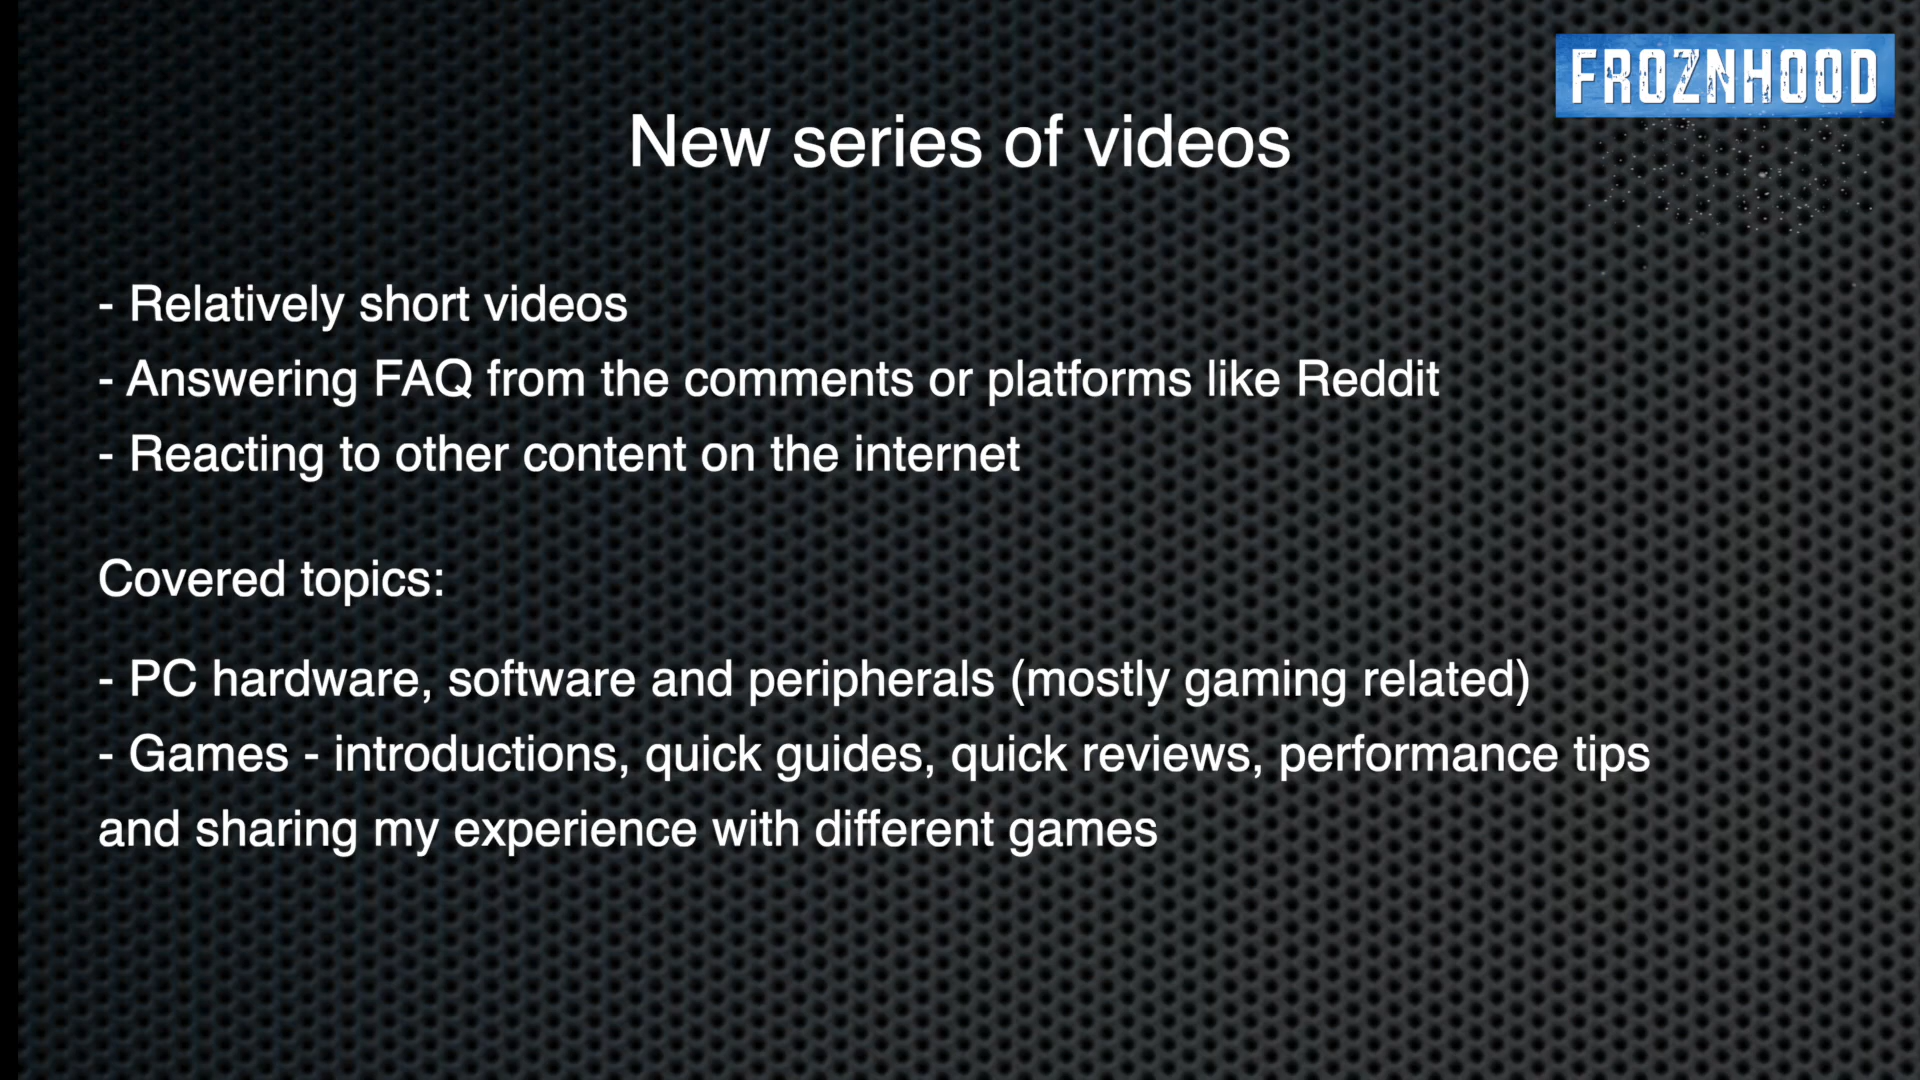 FROZNHOOD
New series of videos
- Relatively short videos
- Answering FAQ from the comments or platforms like Reddit
- Reacting to other content on the internet
Covered topics:
- PC hardware, software and peripherals (mostly gaming related)
- Games - introductions, quick guides, quick reviews, performance tips
and sharing my experience with different games